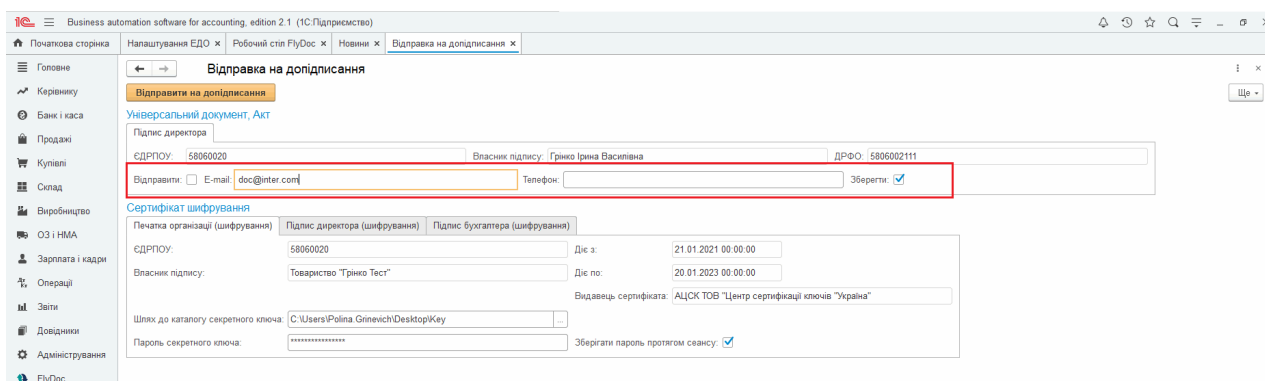 1С Business automation software for accounting, edition 2.1 (1С:Підприємство)
Початкова сторінка Налаштування ЕДО × Робочий стіл FlyDoc × Новини × Відправка на допідписання ×
Головне
Керівнику
Банк і каса
Продажі
Купівлі
Склад
Виробництво
ОЗ і НМА
Зарплата і кадри
Операції
Звіти
Довідники
Адміністрування
FlyDoc
Відправка на допідписання
Відправити на допідписання Ще
Універсальний документ, Акт
Підпис директора
ЄДРПОУ: 58060020 Власник підпису: Грінко Ірина Василівна ДРФО: 5806002111
Відправити: E-mail: doc@inter.com Телефон: Зберегти:
Сертифікат шифрування
Печатка організації (шифрування) Підпис директора (шифрування) Підпис бухгалтера (шифрування)
ЄДРПОУ: 58060020 Діє з: 21.01.2021 00:00:00
Власник підпису: Товариство "Грінко Тест" Діє по: 20.01.2023 00:00:00
Видавець сертифіката: АЦСК ТОВ "Центр сертифікації ключів "Україна"
Шлях до каталогу секретного ключа: C:\Users\Polina.Grinevich\Desktop\Key ...
Пароль секретного ключа: **************** Зберігати пароль протягом сеансу: